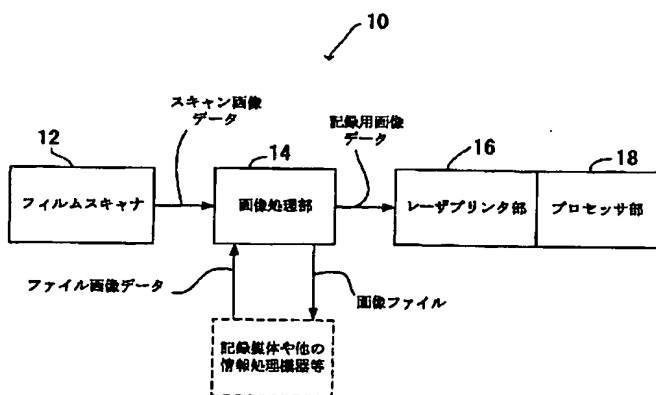 10
スキャン画像
データ
記録用画像
データ
12
14
16
18
フィルムスキャナ
画像処理部
レーザプリンタ部
プロセッサ部
ファイル画像データ
画像ファイル
記録媒体や他の
情報処理機器等